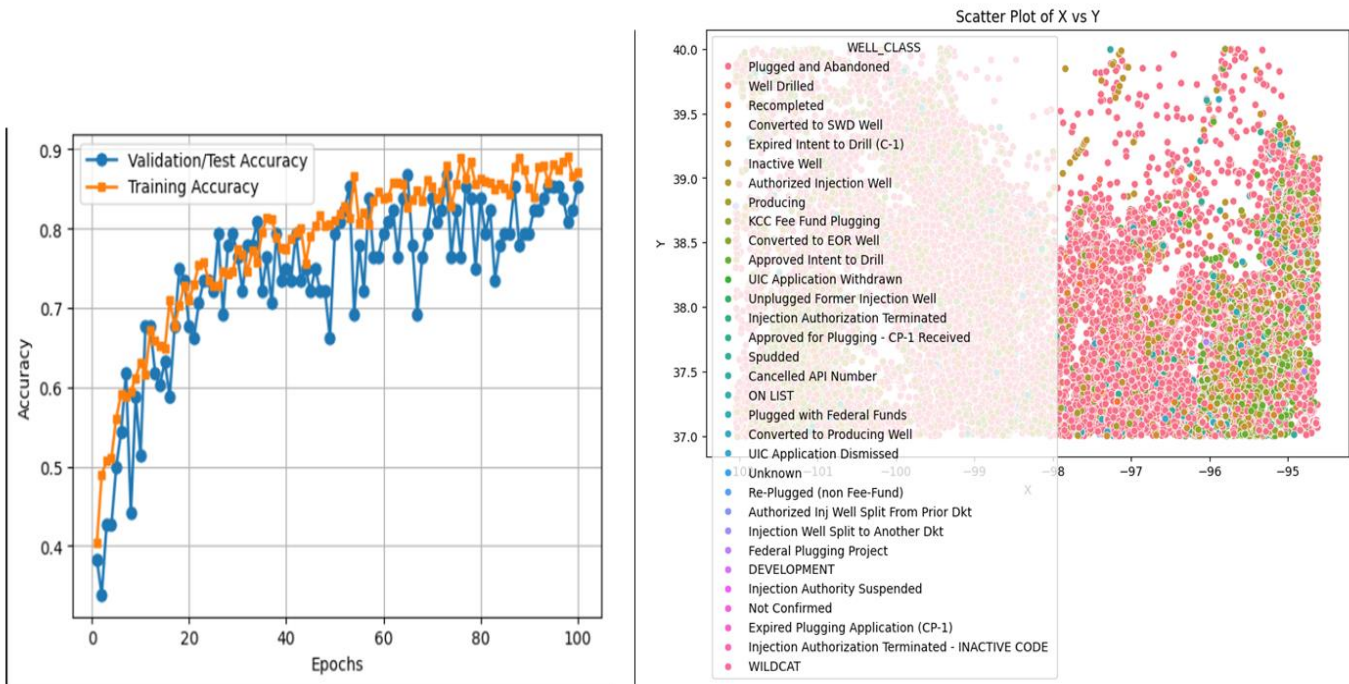 0.9
0.8
0.7
0.6
0.5
0.4
Accuracy
Validation/Test Accuracy
Training Accuracy
0 20 40 60 80 100
Epochs
Scatter Plot of X vs Y
40.0
39.5
39.0
38.5
38.0
37.5
37.0
Y
WELL_CLASS
Plugged and Abandoned
Well Drilled
Recompleted
Converted to SWD Well
Expired Intent to Drill (C-1)
Inactive Well
Authorized Injection Well
Producing
KCC Fee Fund Plugging
Converted to EOR Well
Approved Intent to Drill
UIC Application Withdrawn
Unplugged Former Injection Well
Injection Authorization Terminated
Approved for Plugging - CP-1 Received
Spudded
Cancelled API Number
ON LIST
Plugged with Federal Funds
Converted to Producing Well
UIC Application Dismissed
Unknown
Re-Plugged (non Fee-Fund)
Authorized Inj Well Split From Prior Dkt
Injection Well Split to Another Dkt
Federal Plugging Project
DEVELOPMENT
Injection Authority Suspended
Not Confirmed
Expired Plugging Application (CP-1)
Injection Authorization Terminated - INACTIVE CODE
WILDCAT
−101 −100 −99 −98 −97 −96 −95
X